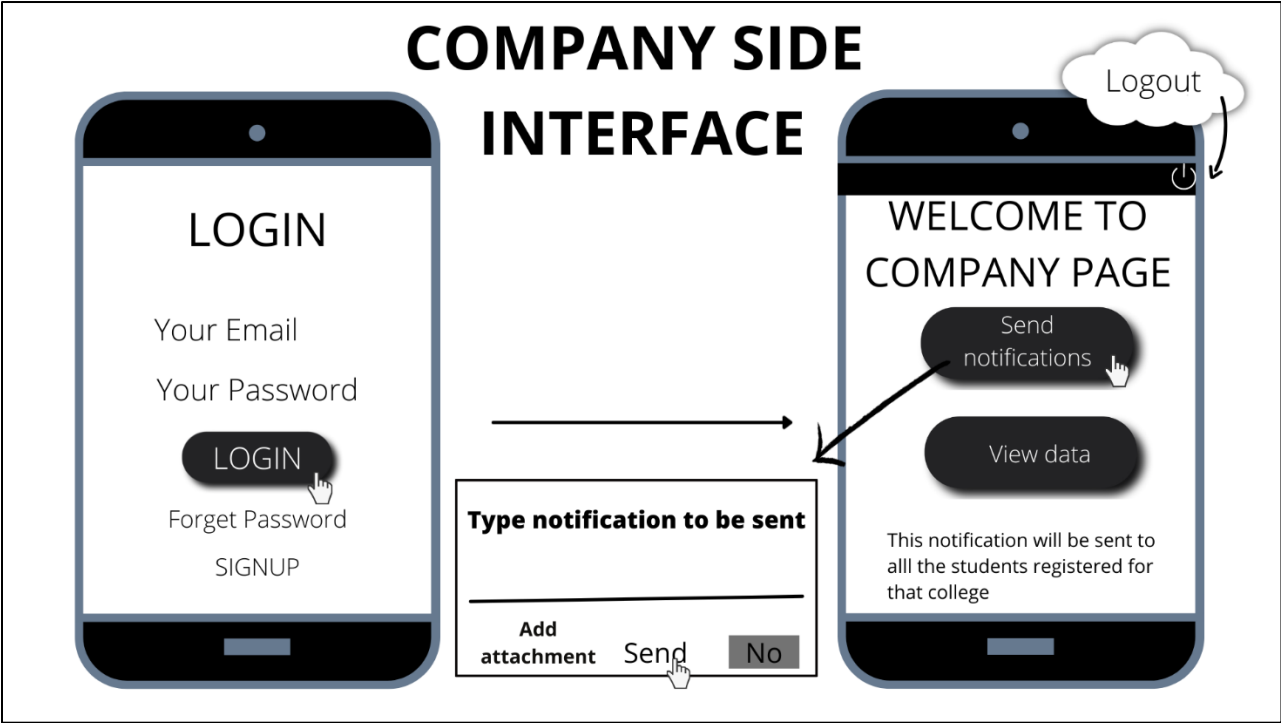 COMPANY SIDE
INTERFACE
LOGIN
Your Email
Your Password
LOGIN
Forget Password
SIGNUP
Type notification to be sent
Add
attachment
Send
No
Logout
WELCOME TO
COMPANY PAGE
Send
notifications
View data
This notification will be sent to
alll the students registered for
that college